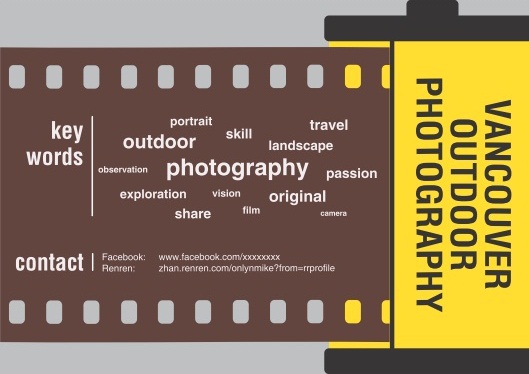 key
words
portrait
skill
travel
outdoor
landscape
observation
photography
passion
exploration
vision
original
share
film
camera
contact
Facebook: www.facebook.com/xxxxxxxx
Renren: zhan.renren.com/onlynmike?from=rrprofile
VANCOUVER
OUTDOOR
PHOTOGRAPHY